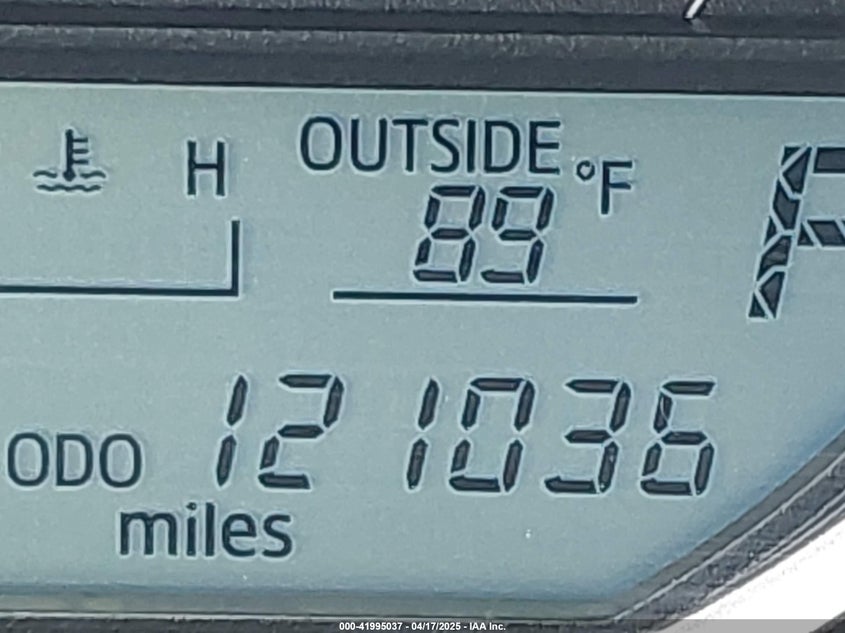 H OUTSIDE °F
89
ODO 121036
miles
000-41995037 - 04/17/2025 - IAA Inc.